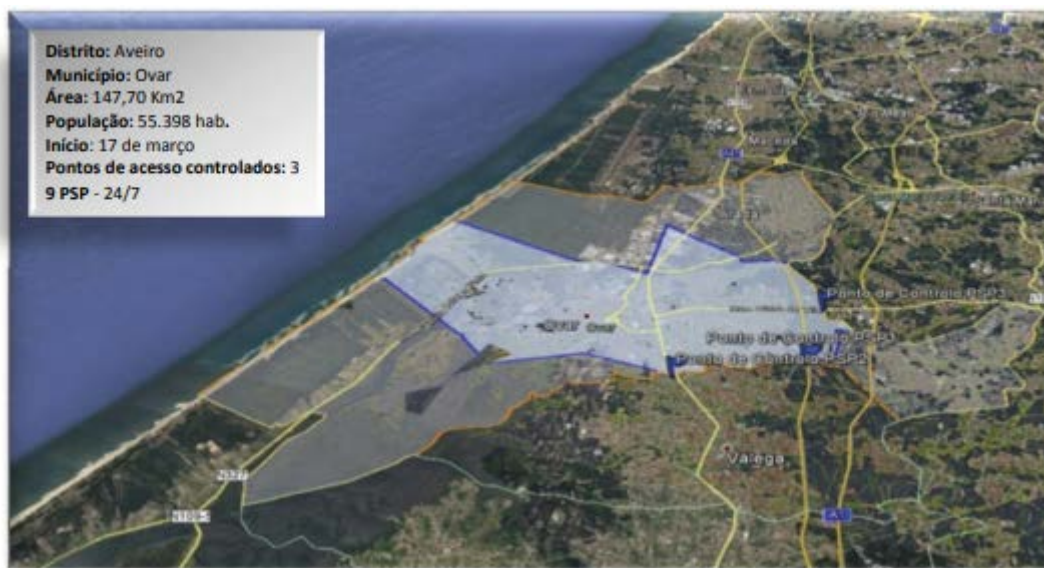 Distrito: Aveiro
Município: Ovar
Área: 147,70 Km2
População: 55.398 hab.
Início: 17 de março
Pontos de acesso controlados: 3
9 PSP - 24/7
Ponto de Controlo PSP3
Ovar
Ovar
Ponto de Controlo PSP1
Ponto de Controlo PSP2
Valega
N327